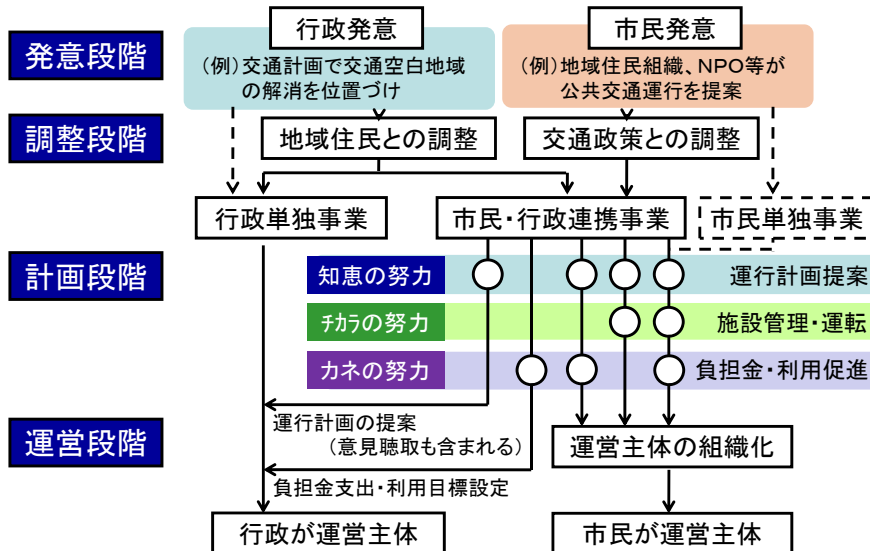 発意段階
行政発意
(例)交通計画で交通空白地域
の解消を位置づけ
市民発意
(例)地域住民組織、NPO等が
公共交通運行を提案
調整段階
地域住民との調整
交通政策との調整
行政単独事業
市民・行政連携事業
市民単独事業
計画段階
知恵の努力
運行計画提案
チカラの努力
施設管理・運転
カネの努力
負担金・利用促進
運営段階
運行計画の提案
(意見聴取も含まれる)
運営主体の組織化
負担金支出・利用目標設定
行政が運営主体
市民が運営主体